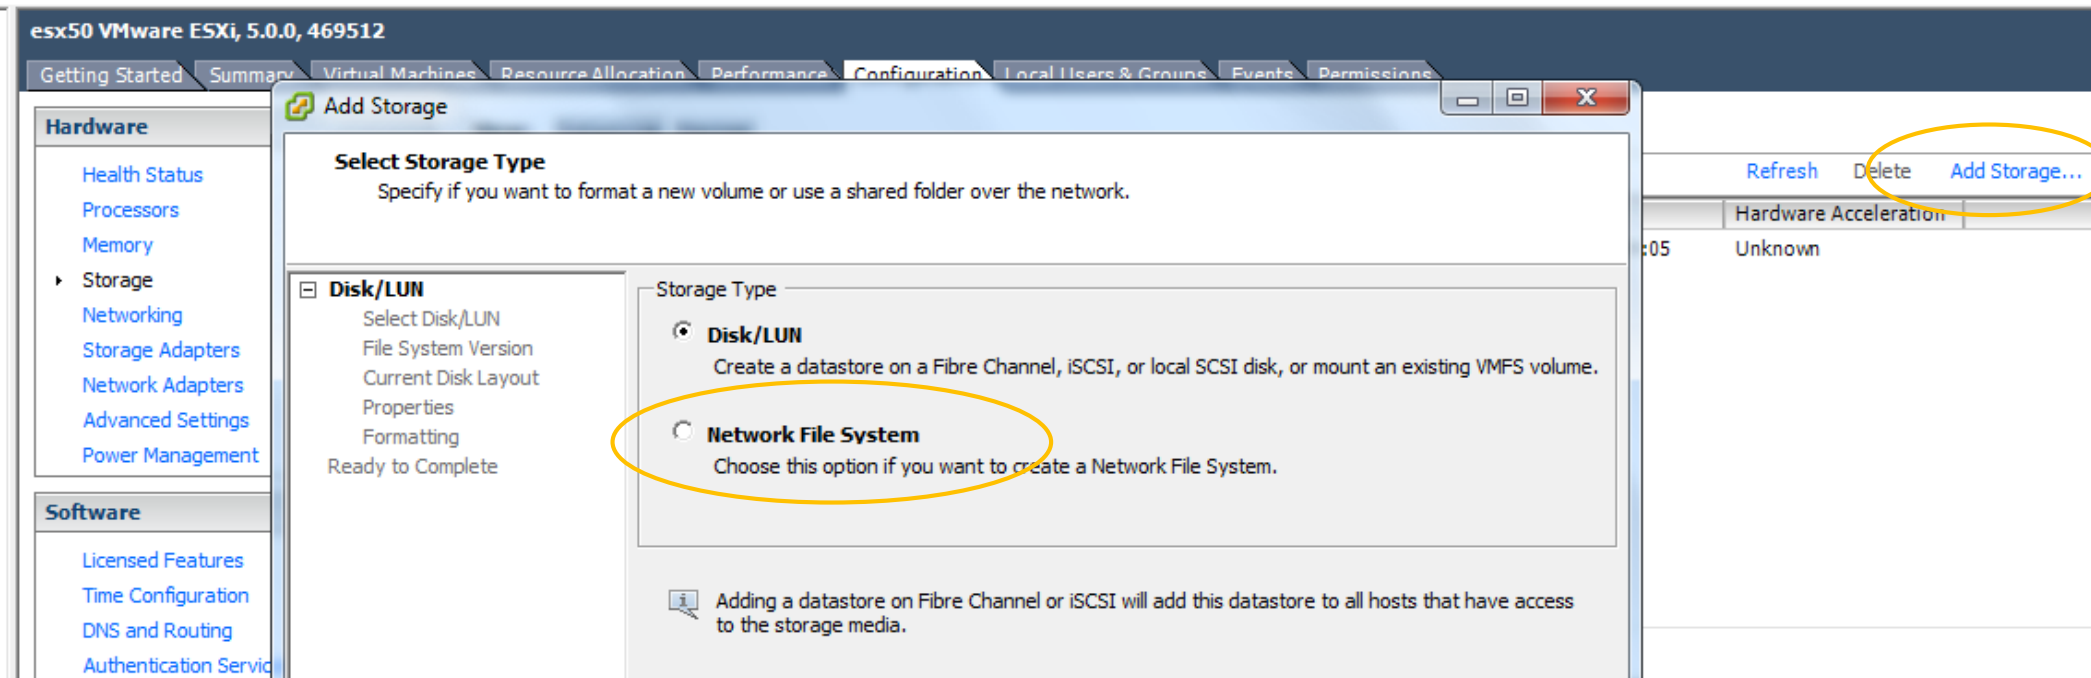 esx50 VMware ESXi, 5.0.0, 469512
Getting Started Summary Virtual Machines Resource Allocation Performance Configuration Local Users & Groups Events Permissions
Add Storage
Hardware
Health Status
Processors
Memory
Storage
Networking
Storage Adapters
Network Adapters
Advanced Settings
Power Management
Software
Licensed Features
Time Configuration
DNS and Routing
Authentication Servic
Select Storage Type
Specify if you want to format a new volume or use a shared folder over the network.
Disk/LUN
Select Disk/LUN
File System Version
Current Disk Layout
Properties
Formatting
Ready to Complete
Storage Type
Disk/LUN
Create a datastore on a Fibre Channel, iSCSI, or local SCSI disk, or mount an existing VMFS volume.
Network File System
Choose this option if you want to create a Network File System.
Adding a datastore on Fibre Channel or iSCSI will add this datastore to all hosts that have access
to the storage media.
Refresh Delete Add Storage...
Hardware Acceleration
:05 Unknown